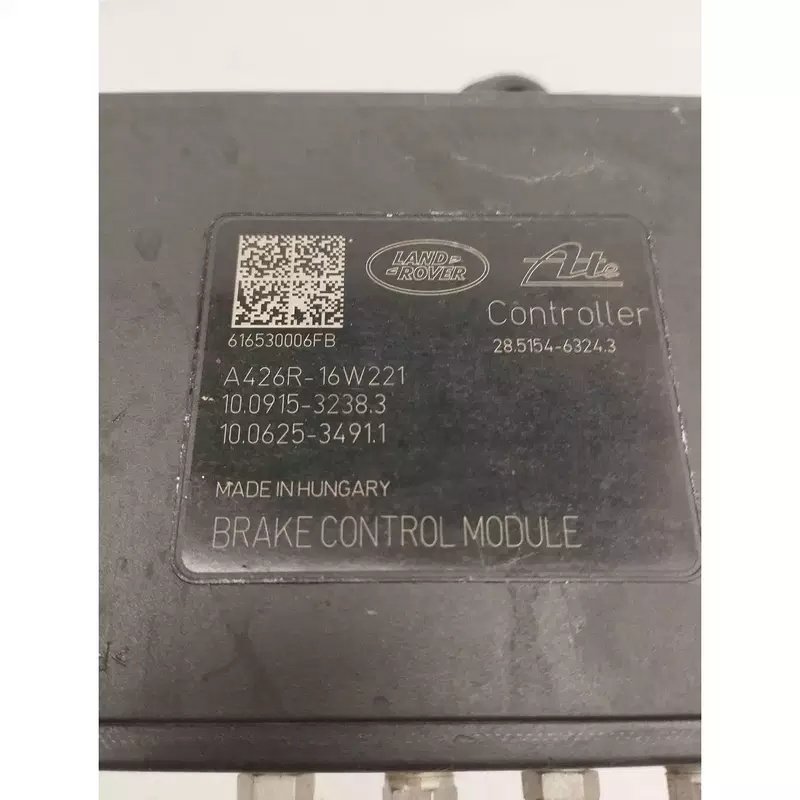 LAND
ROVER
Ate
Controller
616530006FB
28.5154-6324.3
A426R-16W221
10.0915-3238.3
10.0625-3491.1
MADE IN HUNGARY
BRAKE CONTROL MODULE